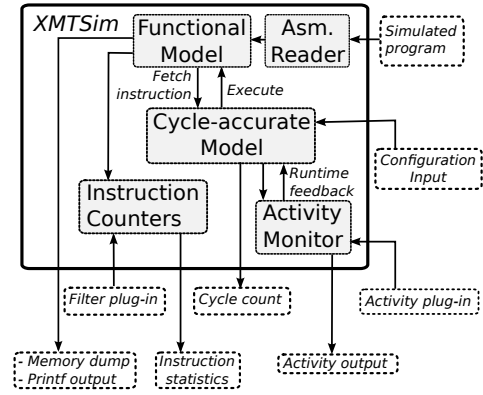 XMTSim
Functional
Model
Asm.
Reader
Simulated
program
Fetch
instruction
Execute
Cycle-accurate
Model
Configuration
Input
Runtime
feedback
Instruction
Counters
Activity
Monitor
Filter plug-in
Cycle count
Activity plug-in
- Memory dump
- Printf output
Instruction
statistics
Activity output